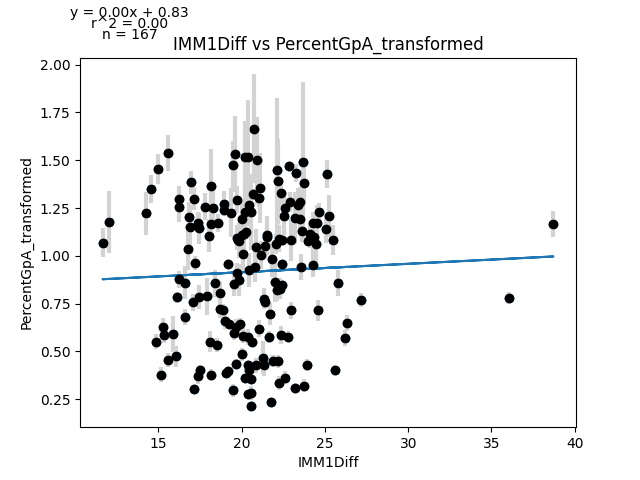 y = 0.00x + 0.83
r^2 = 0.00
n = 167
IMM1Diff vs PercentGpA_transformed
2.00
1.75
1.50
1.25
1.00
0.75
0.50
0.25
PercentGpA_transformed
15
20
25
30
35
40
IMM1Diff